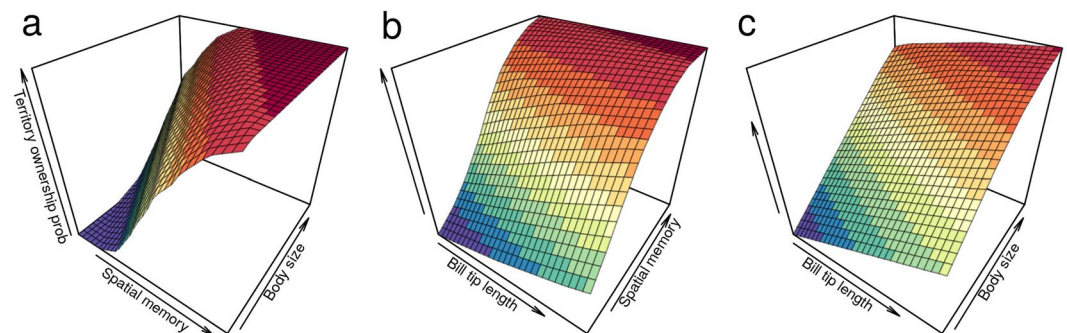 a
b
c
Territory ownership prob
Spatial memory
Body size
Bill tip length
Spatial memory
Bill tip length
Body size